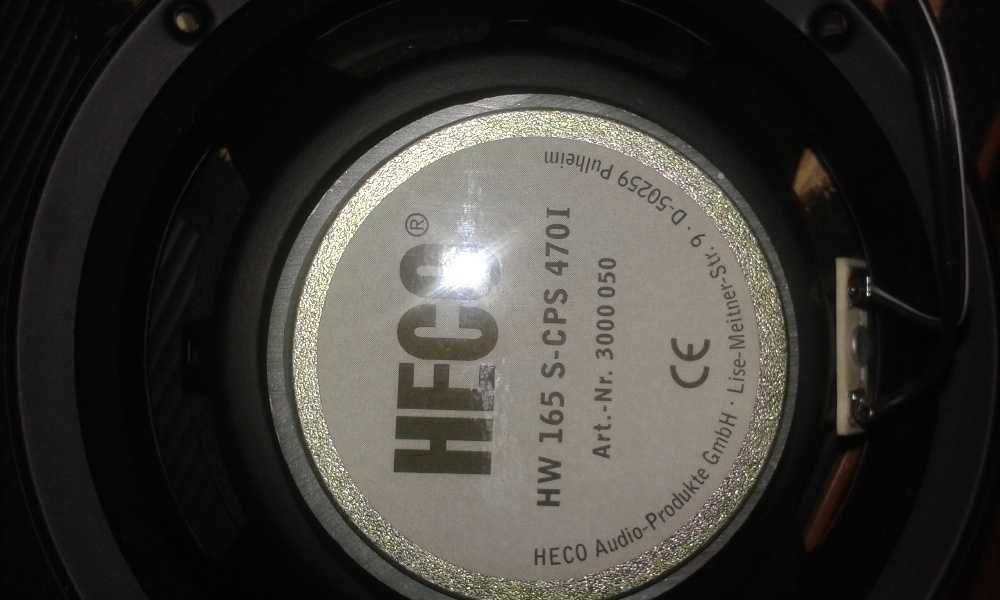 HECO®
HW 165 S-CPS 470I
Art.-Nr. 3000 050
CE
HECO Audio-Produkte GmbH · Lise-Meitner-Str. 9 · D-50259 Pulheim